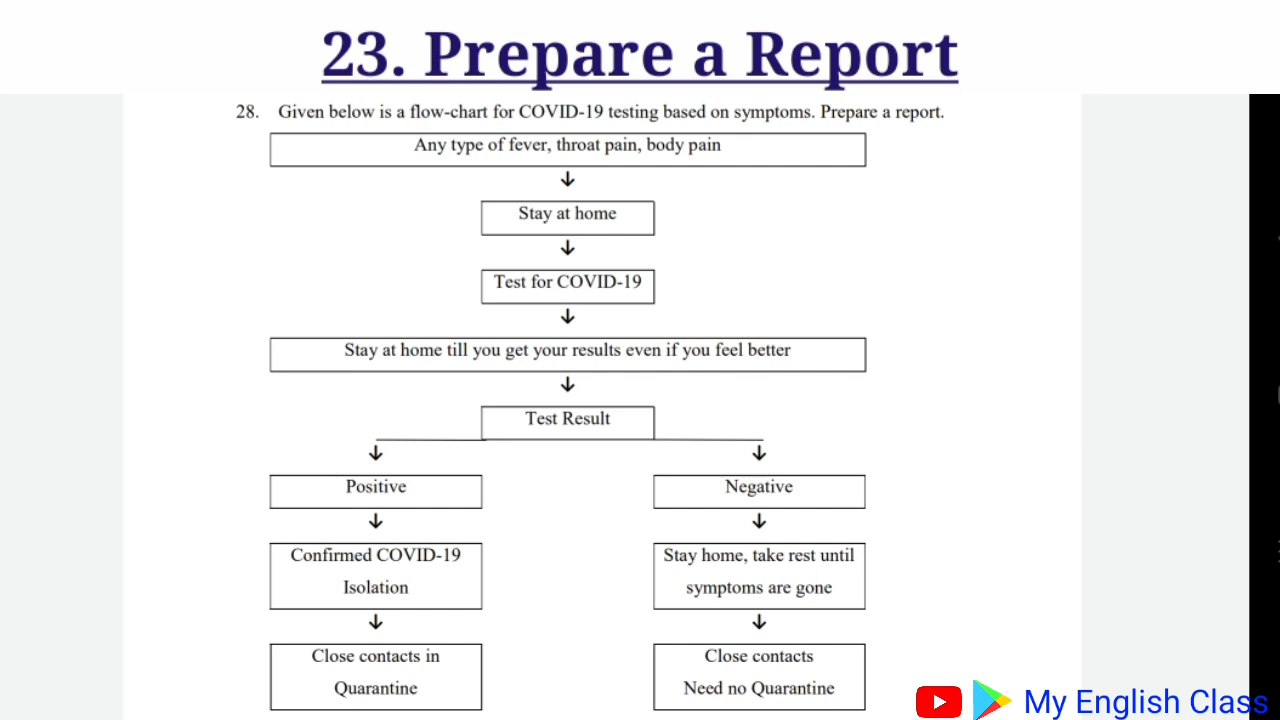 23. Prepare a Report
28. Given below is a flow-chart for COVID-19 testing based on symptoms. Prepare a report.
Any type of fever, throat pain, body pain
↓
Stay at home
↓
Test for COVID-19
↓
Stay at home till you get your results even if you feel better
↓
Test Result
↓ ↓
Positive Negative
↓ ↓
Confirmed COVID-19 Stay home, take rest until
Isolation symptoms are gone
↓ ↓
Close contacts in Close contacts
Quarantine Need no Quarantine
My English Class